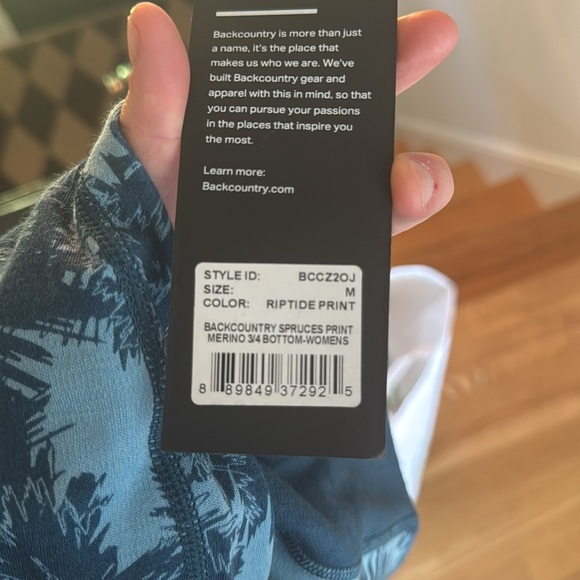 Backcountry is more than just
a name, it's the place that
makes us who we are. We've
built Backcountry gear and
apparel with this in mind, so that
you can pursue your passions
in the places that inspire you
the most.
Learn more:
Backcountry.com
STYLE ID: BCCZ2OJ
SIZE: M
COLOR: RIPTIDE PRINT
BACKCOUNTRY SPRUCES PRINT
MERINO 3/4 BOTTOM-WOMENS
8 89849 37292 5